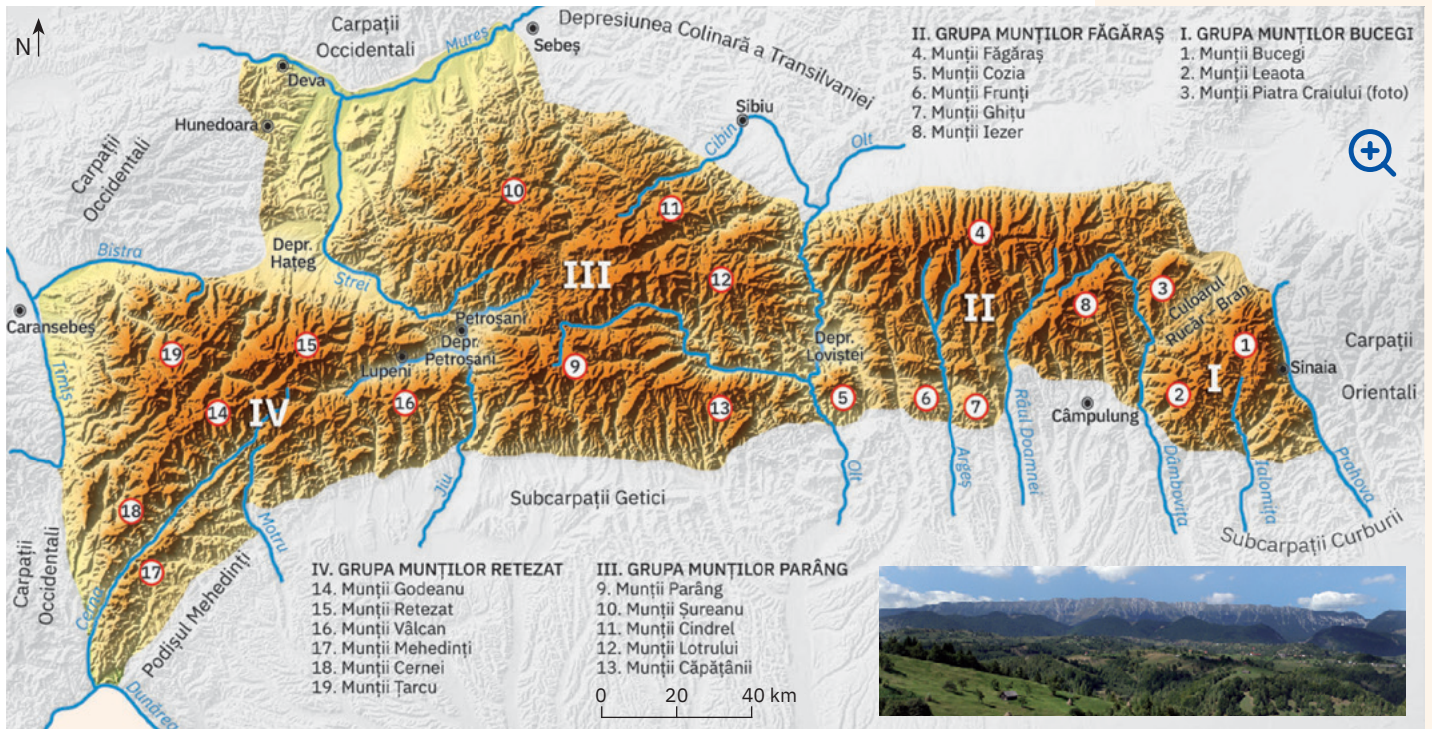 N
Carpații
Occidentali
Mureș
Sebeș
Depresiunea Colinară a Transilvaniei
II. GRUPA MUNȚILOR FĂGĂRAȘ
4. Munții Făgăraș
5. Munții Cozia
6. Munții Frunți
7. Munții Ghițu
8. Munții Iezer
I. GRUPA MUNȚILOR BUCEGI
1. Munții Bucegi
2. Munții Leaota
3. Munții Piatra Craiului (foto)
Deva
Hunedoara
Carpații
Occidentali
Sibiu
Cibin
Olt
10
11
4
Bistra
Depr.
Hațeg
Strei
III
12
II
8
3
Culoarul
Rucăr – Bran
Caransebeș
Timiș
19
15
Petroșani
Depr.
Petroșani
Lupeni
9
Depr.
Loviștei
1
I
Sinaia
Carpații
Orientali
14
IV
16
13
5
6
7
Câmpulung
2
Râul Doamnei
Jiu
Subcarpații Getici
Olt
Argeș
Dâmbovița
Ialomița
Prahova
Subcarpații Curburii
18
Motru
17
Carpații
Occidentali
Cerna
Podișul Mehedinți
Dunărea
IV. GRUPA MUNȚILOR RETEZAT
14. Munții Godeanu
15. Munții Retezat
16. Munții Vâlcan
17. Munții Mehedinți
18. Munții Cernei
19. Munții Țarcu
III. GRUPA MUNȚILOR PARÂNG
9. Munții Parâng
10. Munții Șureanu
11. Munții Cindrel
12. Munții Lotrului
13. Munții Căpățânii
0 20 40 km